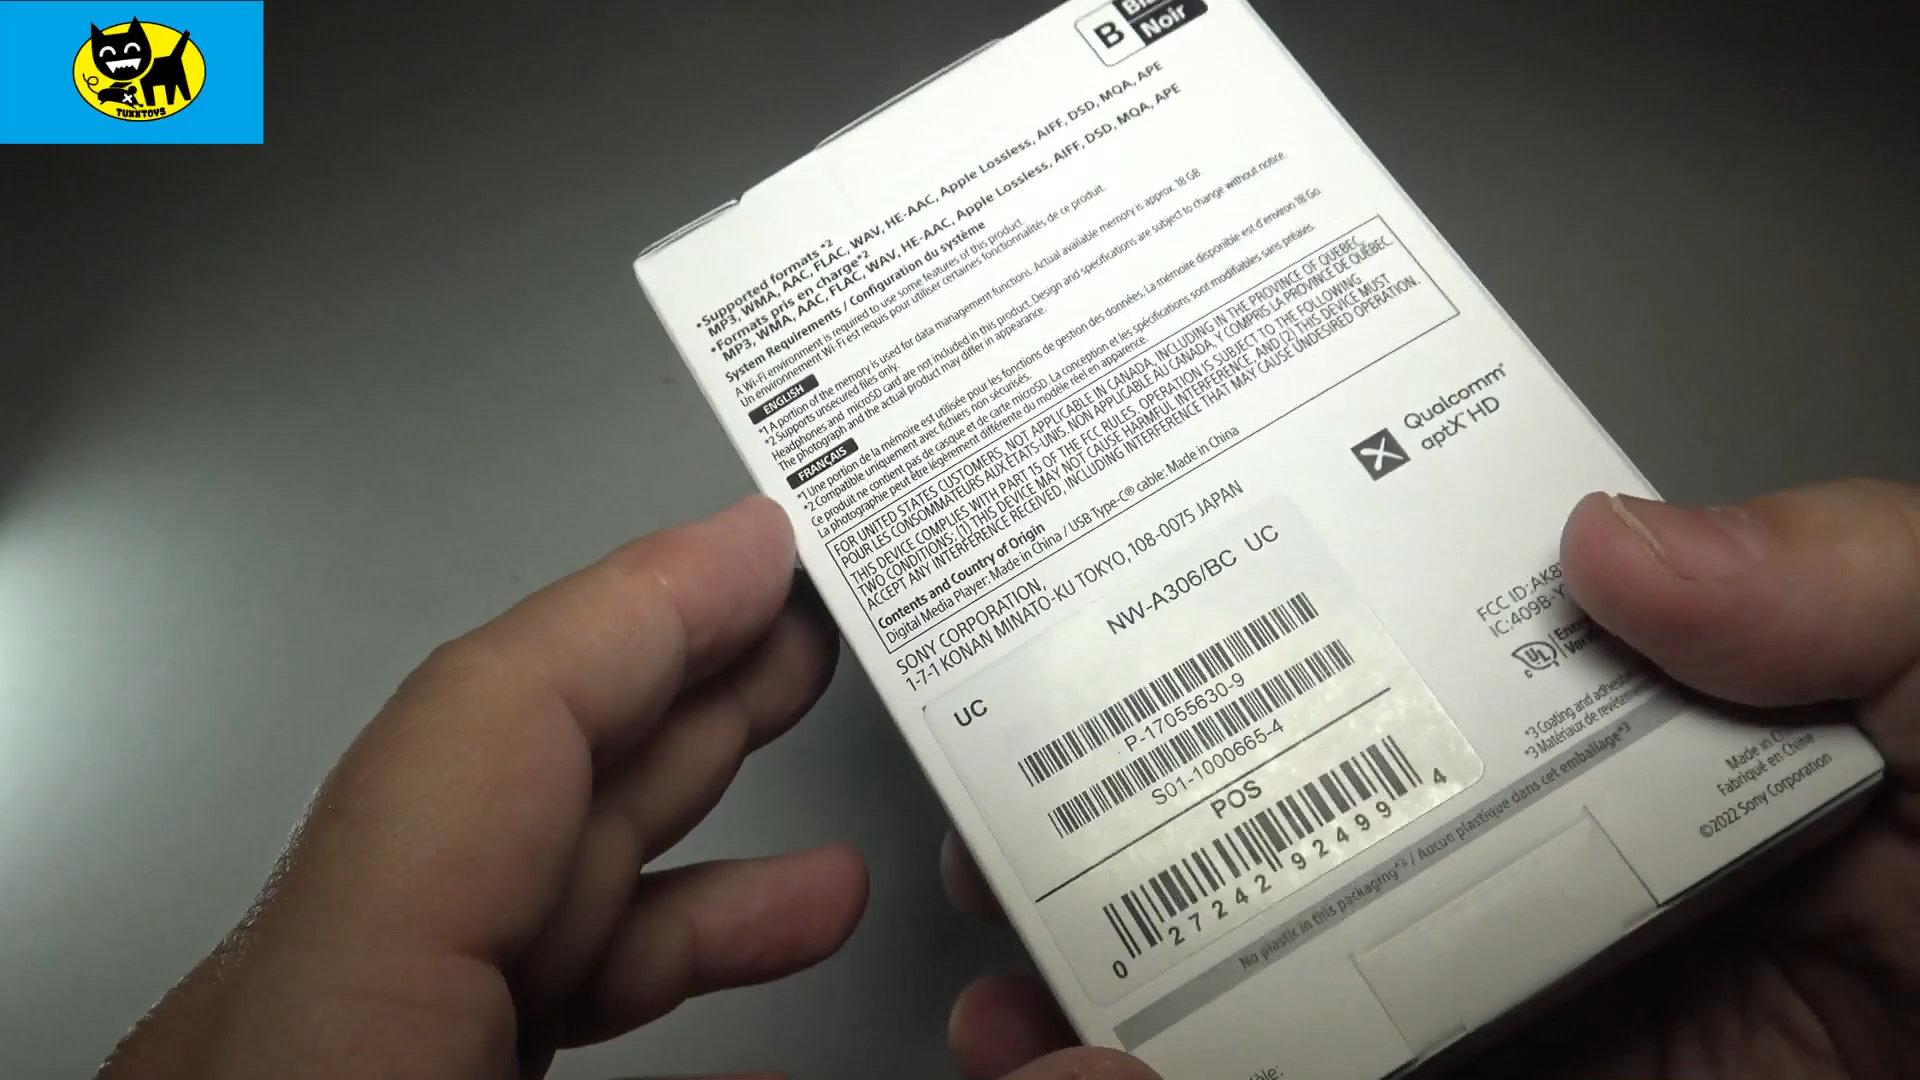 TUXXTOYS
B
Noir
•Supported formats *2
MP3, WMA, AAC, FLAC, WAV, HE-AAC, Apple Lossless, AIFF, DSD, MQA, APE
•Formats pris en charge*2
MP3, WMA, AAC, FLAC, WAV, HE-AAC, Apple Lossless, AIFF, DSD, MQA, APE
System Requirements / Configuration du système
A Wi-Fi environment is required to use some features of this product.
Un environnement Wi-Fi est requis pour utiliser certaines fonctionnalités de ce produit.
ENGLISH
*1 A portion of the memory is used for data management functions. Actual available memory is approx. 18 GB.
*2 Supports unsecured files only.
Headphones and microSD card are not included in this product. Design and specifications are subject to change without notice.
The photograph and the actual product may differ in appearance.
FRANÇAIS
*1 Une portion de la mémoire est utilisée pour les fonctions de gestion des données. La mémoire disponible est d'environ 18 Go.
*2 Compatible uniquement avec fichiers non sécurisés.
Ce produit ne contient pas de casque et de carte microSD. La conception et les spécifications sont modifiables sans préavis.
La photographie peut être légèrement différente du modèle réel en apparence.
FOR UNITED STATES CUSTOMERS. NOT APPLICABLE IN CANADA, INCLUDING IN THE PROVINCE OF QUEBEC.
POUR LES CONSOMMATEURS AUX ÉTATS-UNIS. NON APPLICABLE AU CANADA, Y COMPRIS LA PROVINCE DE QUÉBEC.
THIS DEVICE COMPLIES WITH PART 15 OF THE FCC RULES. OPERATION IS SUBJECT TO THE FOLLOWING
TWO CONDITIONS: (1) THIS DEVICE MAY NOT CAUSE HARMFUL INTERFERENCE, AND (2) THIS DEVICE MUST
ACCEPT ANY INTERFERENCE RECEIVED, INCLUDING INTERFERENCE THAT MAY CAUSE UNDESIRED OPERATION.
Contents and Country of Origin
Digital Media Player: Made in China / USB Type-C® cable: Made in China
SONY CORPORATION,
1-7-1 KONAN MINATO-KU TOKYO, 108-0075 JAPAN
Qualcomm®
aptX™ HD
NW-A306/BC UC
UC
P-17055630-9
S01-1000665-4
POS
0 27242 92499 4
FCC ID:AK8
IC:409B-
UL
*3 Coating and
*3 Matériaux de
No plastic in this packaging*3 / Aucun plastique dans cet emballage*3
Made in
Fabriqué en Chine
©2022 Sony Corporation